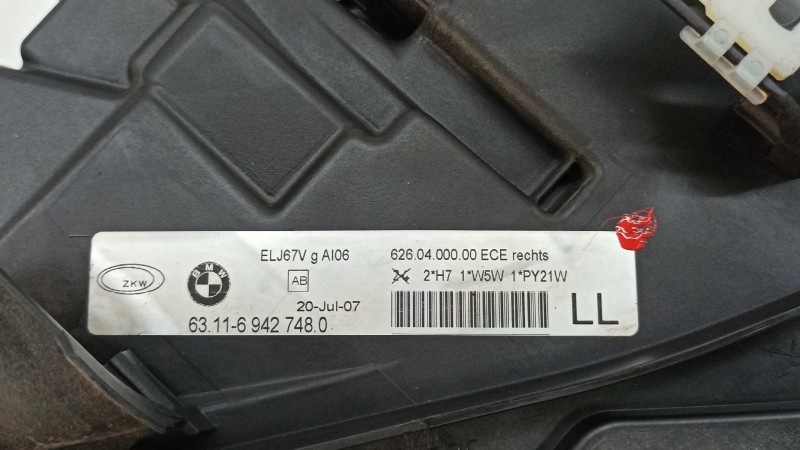 ELJ67V g AI06
626.04.000.00 ECE rechts
ZKW
BMW
AB
2*H7 1*W5W 1*PY21W
20-Jul-07
63.11-6 942 748.0
LL